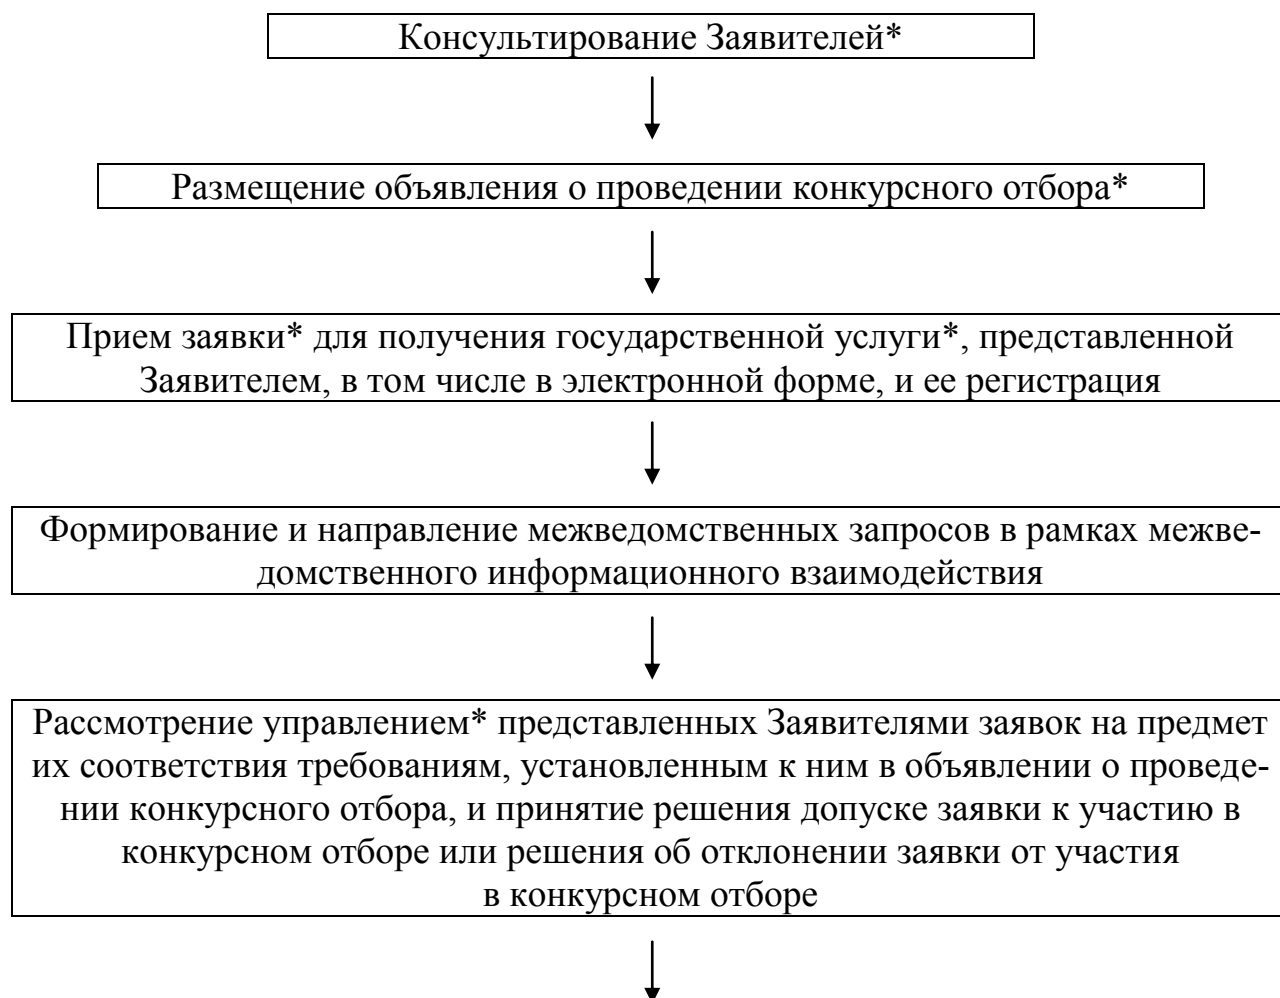 Консультирование Заявителей*
Размещение объявления о проведении конкурсного отбора*
Прием заявки* для получения государственной услуги*, представленной
Заявителем, в том числе в электронной форме, и ее регистрация
Формирование и направление межведомственных запросов в рамках межве-
домственного информационного взаимодействия
Рассмотрение управлением* представленных Заявителями заявок на предмет
их соответствия требованиям, установленным к ним в объявлении о проведе-
нии конкурсного отбора, и принятие решения допуске заявки к участию в
конкурсном отборе или решения об отклонении заявки от участия
в конкурсном отборе